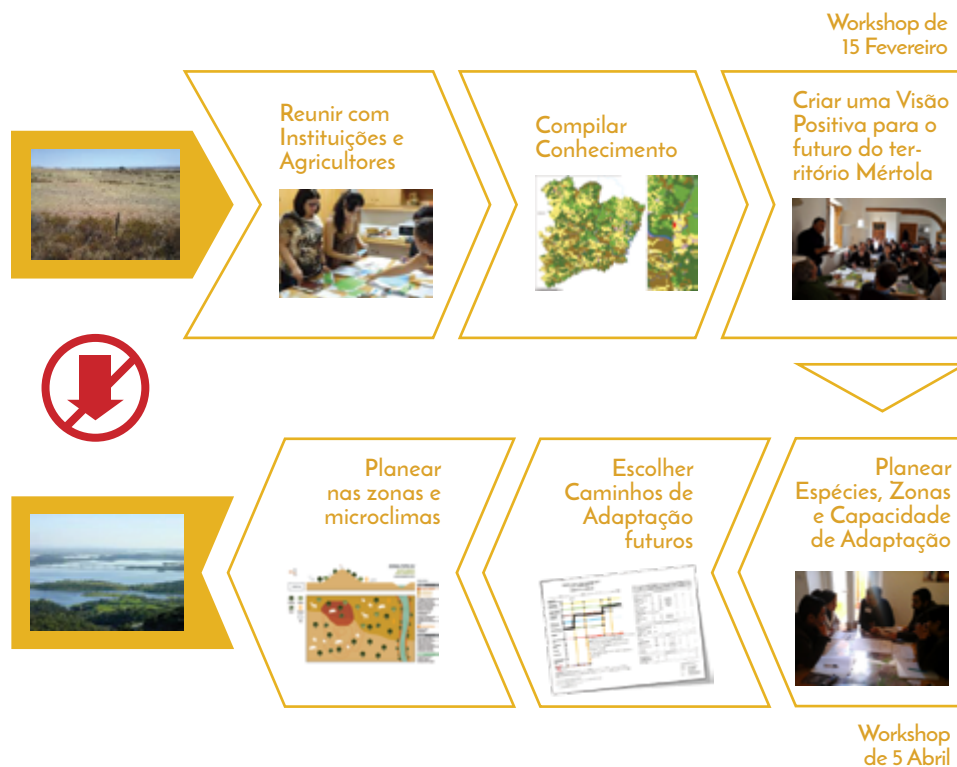 Workshop de
15 Fevereiro
Reunir com
Instituições e
Agricultores
Compilar
Conhecimento
Criar uma Visão
Positiva para o
futuro do ter-
ritório Mértola
Planear
Espécies, Zonas
e Capacidade
de Adaptação
Escolher
Caminhos de
Adaptação
futuros
Planear
nas zonas e
microclimas
Workshop
de 5 Abril